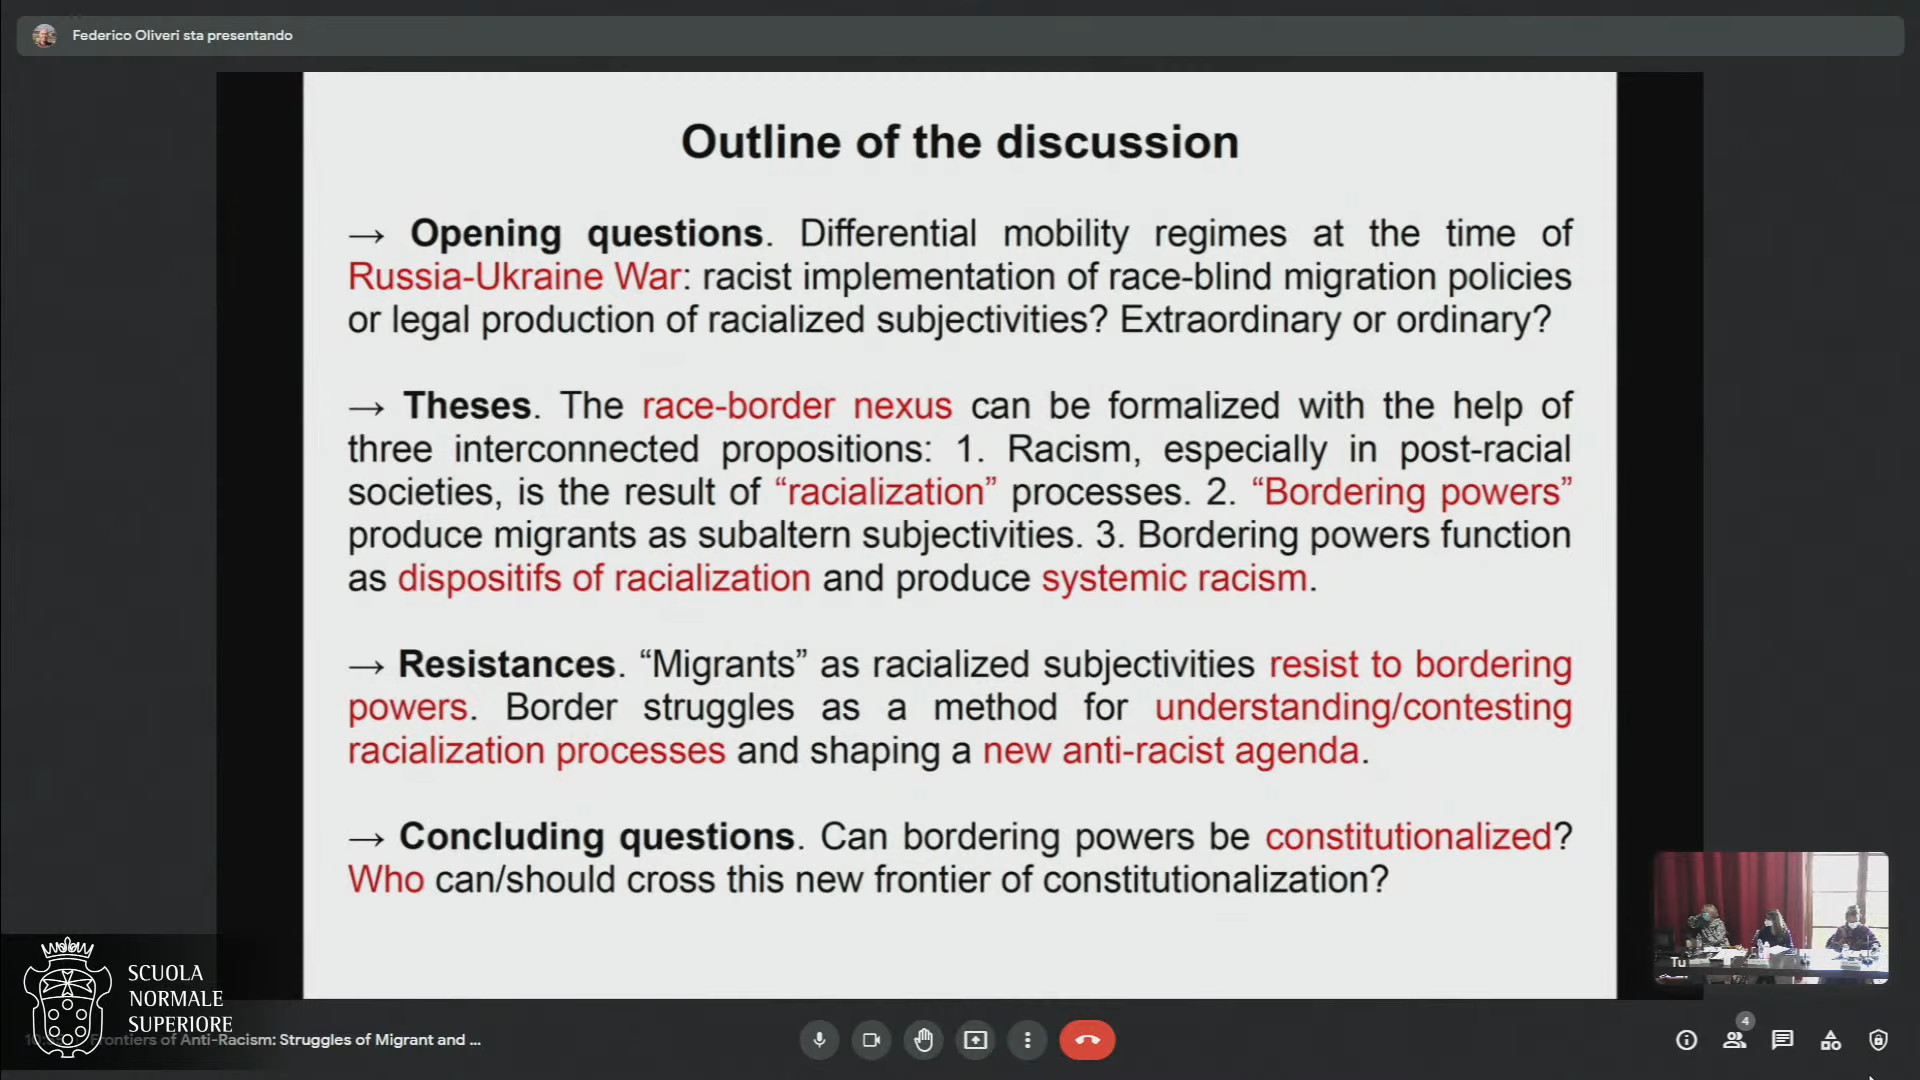 Federico Oliveri sta presentando
Outline of the discussion
→ Opening questions. Differential mobility regimes at the time of
Russia-Ukraine War: racist implementation of race-blind migration policies
or legal production of racialized subjectivities? Extraordinary or ordinary?
→ Theses. The race-border nexus can be formalized with the help of
three interconnected propositions: 1. Racism, especially in post-racial
societies, is the result of “racialization” processes. 2. “Bordering powers”
produce migrants as subaltern subjectivities. 3. Bordering powers function
as dispositifs of racialization and produce systemic racism.
→ Resistances. “Migrants” as racialized subjectivities resist to bordering
powers. Border struggles as a method for understanding/contesting
racialization processes and shaping a new anti-racist agenda.
→ Concluding questions. Can bordering powers be constitutionalized?
Who can/should cross this new frontier of constitutionalization?
Tu
SCUOLA
NORMALE
SUPERIORE
Frontiers of Anti-Racism: Struggles of Migrant and ...
4